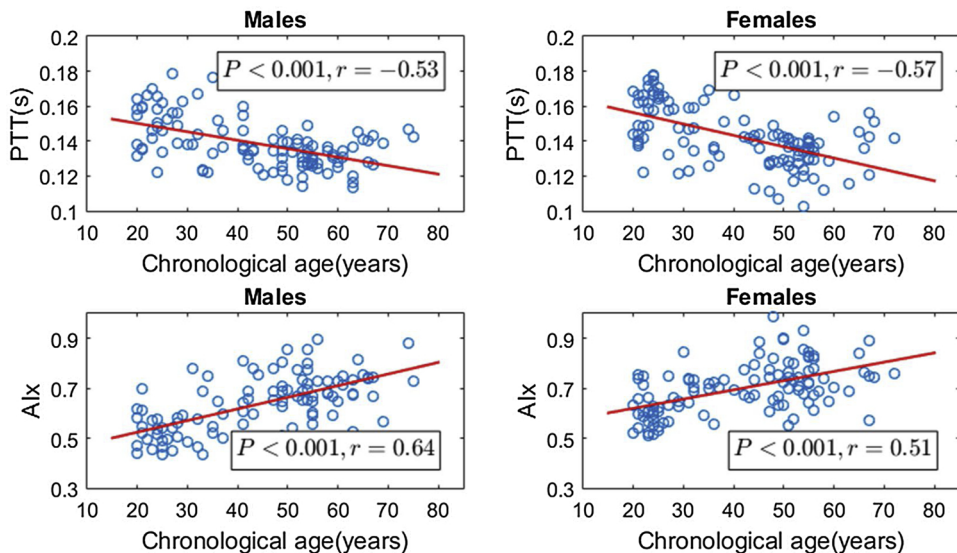 Males
Females
0.2
0.18
0.16
0.14
0.12
0.1
PTT(s)
P < 0.001, r = −0.53
10 20 30 40 50 60 70 80
Chronological age(years)
0.2
0.18
0.16
0.14
0.12
0.1
PTT(s)
P < 0.001, r = −0.57
10 20 30 40 50 60 70 80
Chronological age(years)
Males
Females
0.9
0.7
0.5
0.3
AIx
P < 0.001, r = 0.64
10 20 30 40 50 60 70 80
Chronological age(years)
0.9
0.7
0.5
0.3
AIx
P < 0.001, r = 0.51
10 20 30 40 50 60 70 80
Chronological age(years)